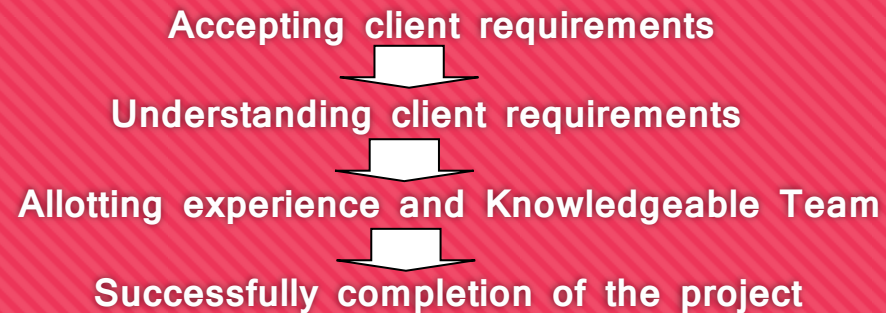 Accepting client requirements
Understanding client requirements
Allotting experience and Knowledgeable Team
Successfully completion of the project